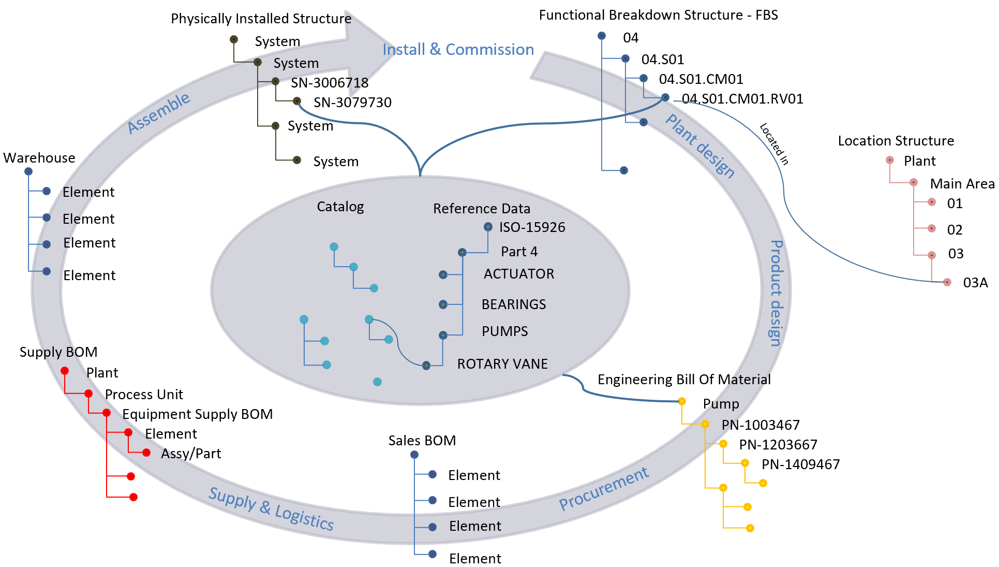 Physically Installed Structure
System
System
SN-3006718
SN-3079730
System
System
Install & Commission
Functional Breakdown Structure - FBS
04
04.S01
04.S01.CM01
04.S01.CM01.RV01
Plant design
Located In
Location Structure
Plant
Main Area
01
02
03
03A
Assemble
Warehouse
Element
Element
Element
Element
Catalog
Reference Data
ISO-15926
Part 4
ACTUATOR
BEARINGS
PUMPS
ROTARY VANE
Product design
Supply BOM
Plant
Process Unit
Equipment Supply BOM
Element
Assy/Part
Engineering Bill Of Material
Pump
PN-1003467
PN-1203667
PN-1409467
Sales BOM
Element
Element
Element
Element
Supply & Logistics
Procurement